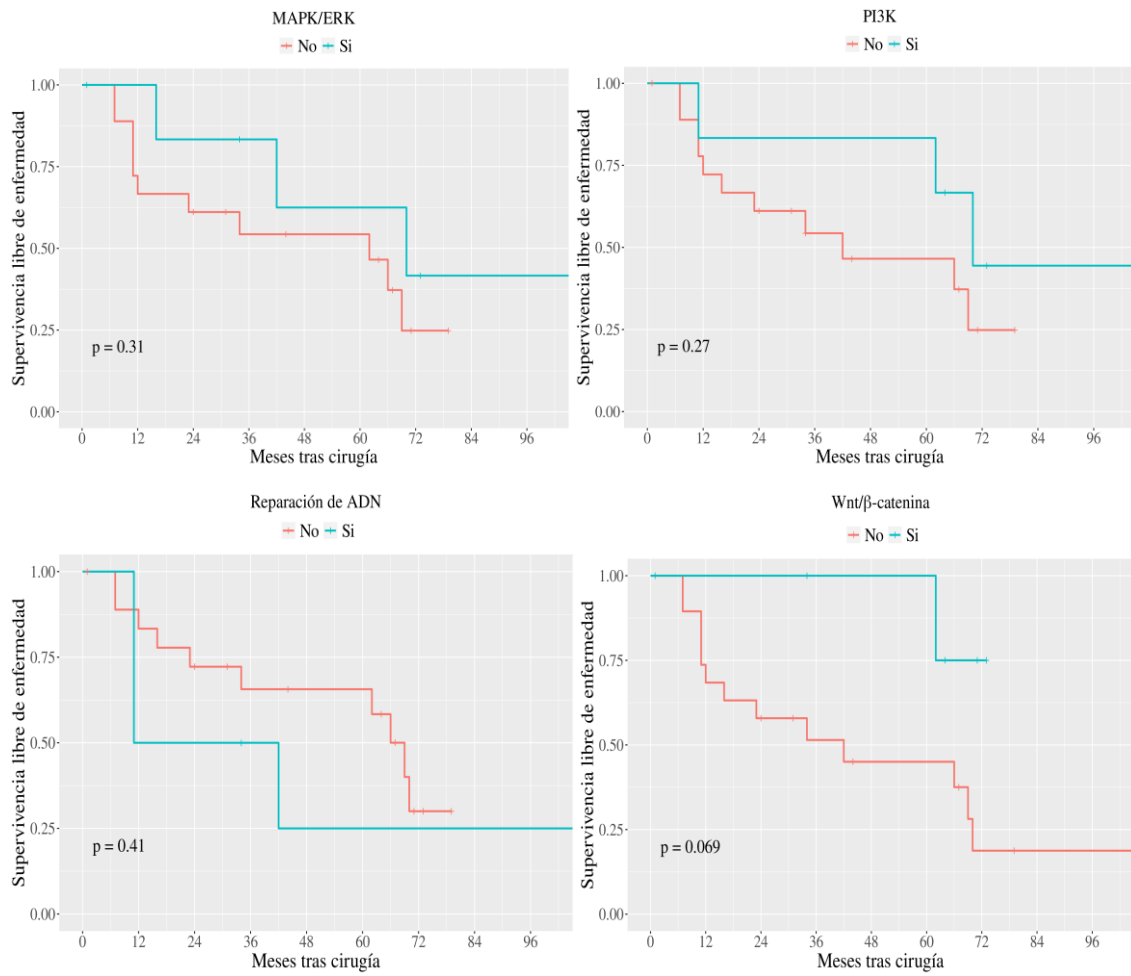 MAPK/ERK
No Si
Supervivencia libre de enfermedad
1.00
0.75
0.50
0.25
0.00
p = 0.31
0 12 24 36 48 60 72 84 96
Meses tras cirugía
PI3K
No Si
Supervivencia libre de enfermedad
1.00
0.75
0.50
0.25
0.00
p = 0.27
0 12 24 36 48 60 72 84 96
Meses tras cirugía
Reparación de ADN
No Si
Supervivencia libre de enfermedad
1.00
0.75
0.50
0.25
0.00
p = 0.41
0 12 24 36 48 60 72 84 96
Meses tras cirugía
Wnt/β-catenina
No Si
Supervivencia libre de enfermedad
1.00
0.75
0.50
0.25
0.00
p = 0.069
0 12 24 36 48 60 72 84 96
Meses tras cirugía